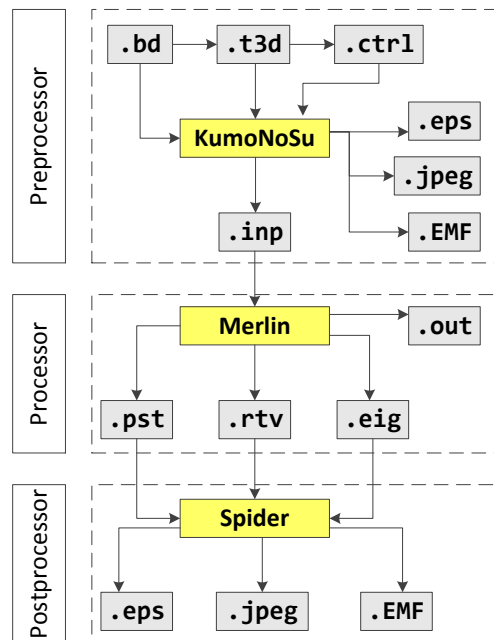 Preprocessor
.bd
.t3d
.ctrl
KumoNoSu
.eps
.jpeg
.EMF
.inp
Processor
Merlin
.out
.pst
.rtv
.eig
Postprocessor
Spider
.eps
.jpeg
.EMF